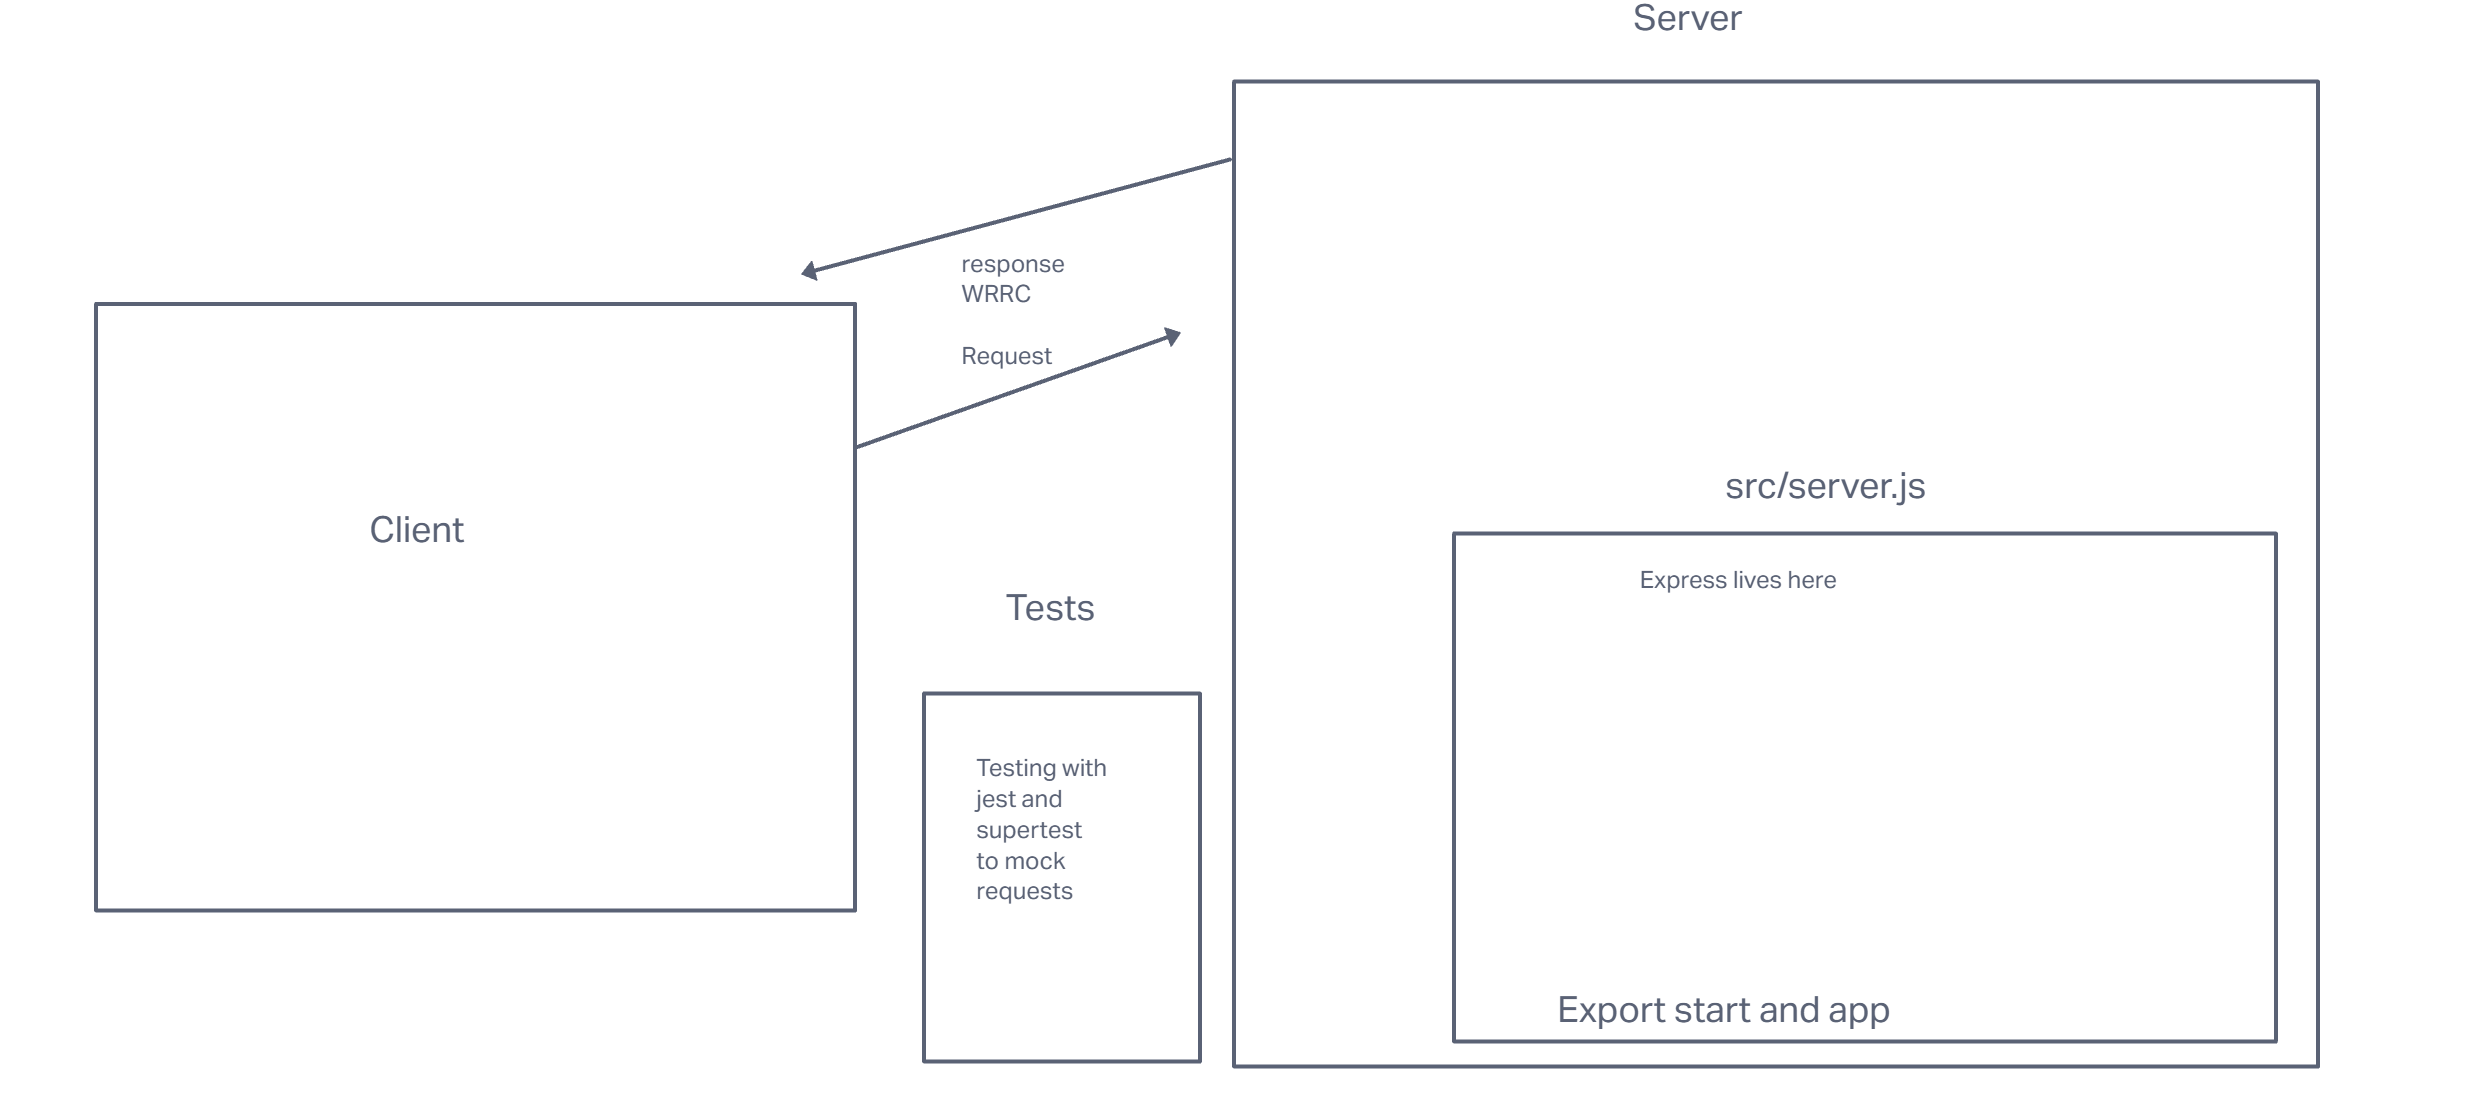 Server
response
WRRC
Request
src/server.js
Client
Express lives here
Tests
Testing with
jest and
supertest
to mock
requests
Export start and app